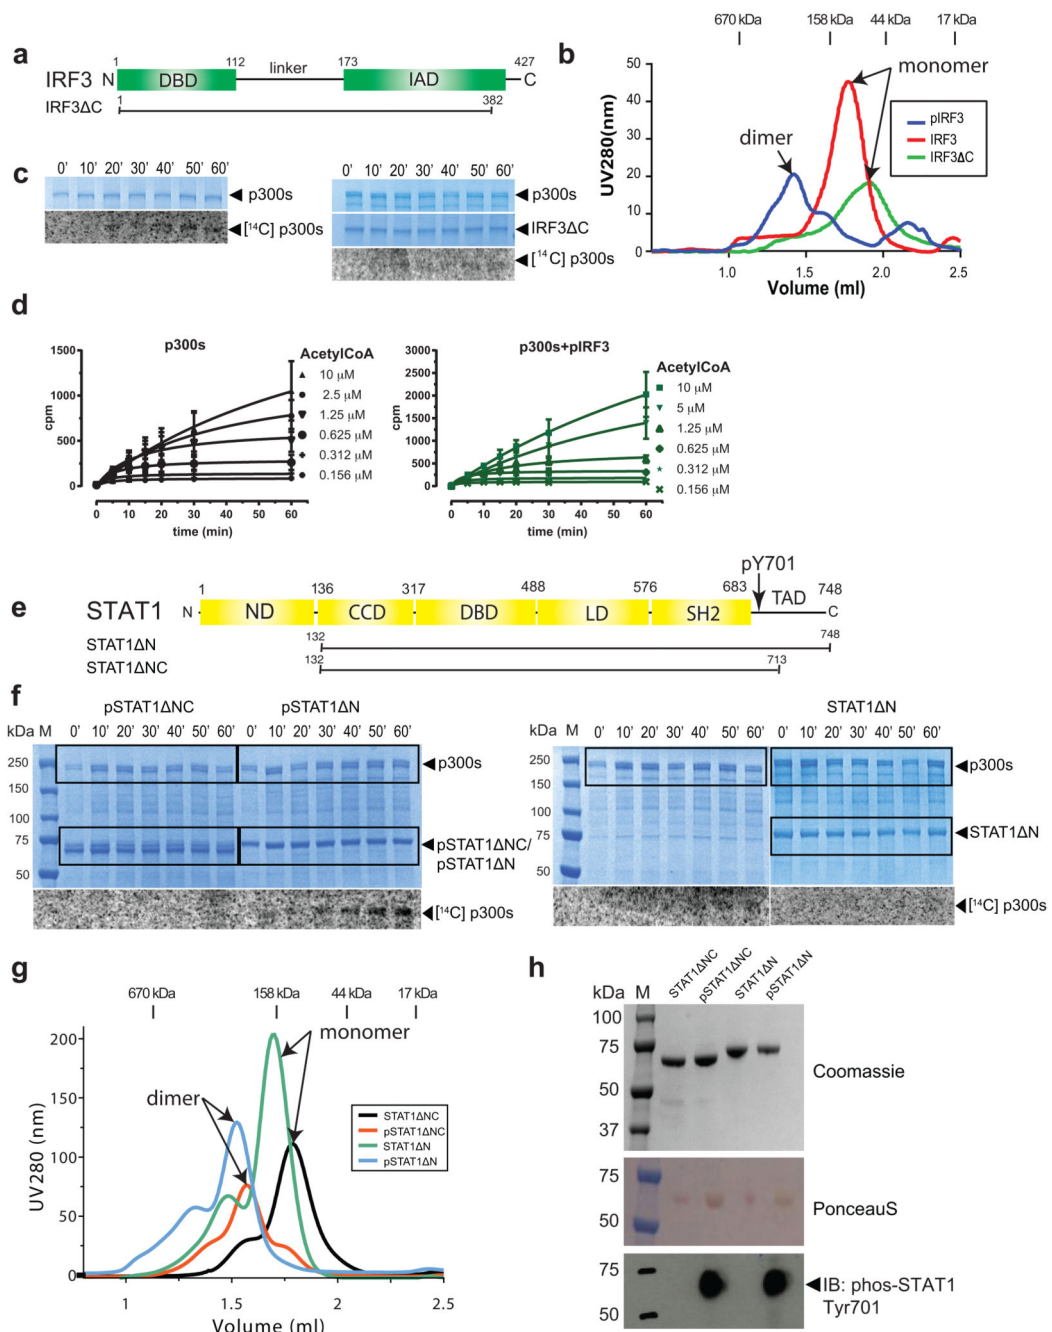 a
1 112 173 427
IRF3 N DBD linker IAD C
IRF3ΔC 1 382
b
670 kDa 158 kDa 44 kDa 17 kDa
UV280(nm)
50
40
30
20
10
0
dimer
monomer
pIRF3
IRF3
IRF3ΔC
1.0 1.5 2.0 2.5
Volume (ml)
c
0' 10' 20' 30' 40' 50' 60'
p300s
[¹⁴C] p300s
0' 10' 20' 30' 40' 50' 60'
p300s
IRF3ΔC
[¹⁴C] p300s
d
p300s
cpm
1500
1000
500
0
0 10 20 30 40 50 60
time (min)
AcetylCoA
10 μM
2.5 μM
1.25 μM
0.625 μM
0.312 μM
0.156 μM
p300s+pIRF3
cpm
3000
2500
2000
1500
1000
500
0
0 10 20 30 40 50 60
time (min)
AcetylCoA
10 μM
5 μM
1.25 μM
0.625 μM
0.312 μM
0.156 μM
e
pY701
1 136 317 488 576 683 748
STAT1 N ND CCD DBD LD SH2 TAD C
STAT1ΔN 132 748
STAT1ΔNC 132 713
f
pSTAT1ΔNC pSTAT1ΔN
kDa M 0' 10' 20' 30' 40' 50' 60' 0' 10' 20' 30' 40' 50' 60'
250
150
100
75
50
p300s
pSTAT1ΔNC/
pSTAT1ΔN
[¹⁴C] p300s
STAT1ΔN
kDa M 0' 10' 20' 30' 40' 50' 60' 0' 10' 20' 30' 40' 50' 60'
250
150
100
75
50
p300s
STAT1ΔN
[¹⁴C] p300s
g
670 kDa 158 kDa 44 kDa 17 kDa
UV280 (nm)
200
150
100
50
0
monomer
dimer
STAT1ΔNC
pSTAT1ΔNC
STAT1ΔN
pSTAT1ΔN
1 1.5 2 2.5
Volume (ml)
h
STAT1ΔNC pSTAT1ΔNC STAT1ΔN pSTAT1ΔN
kDa M
100
75
50
37
Coomassie
75
50
PonceauS
75
50
IB: phos-STAT1
Tyr701